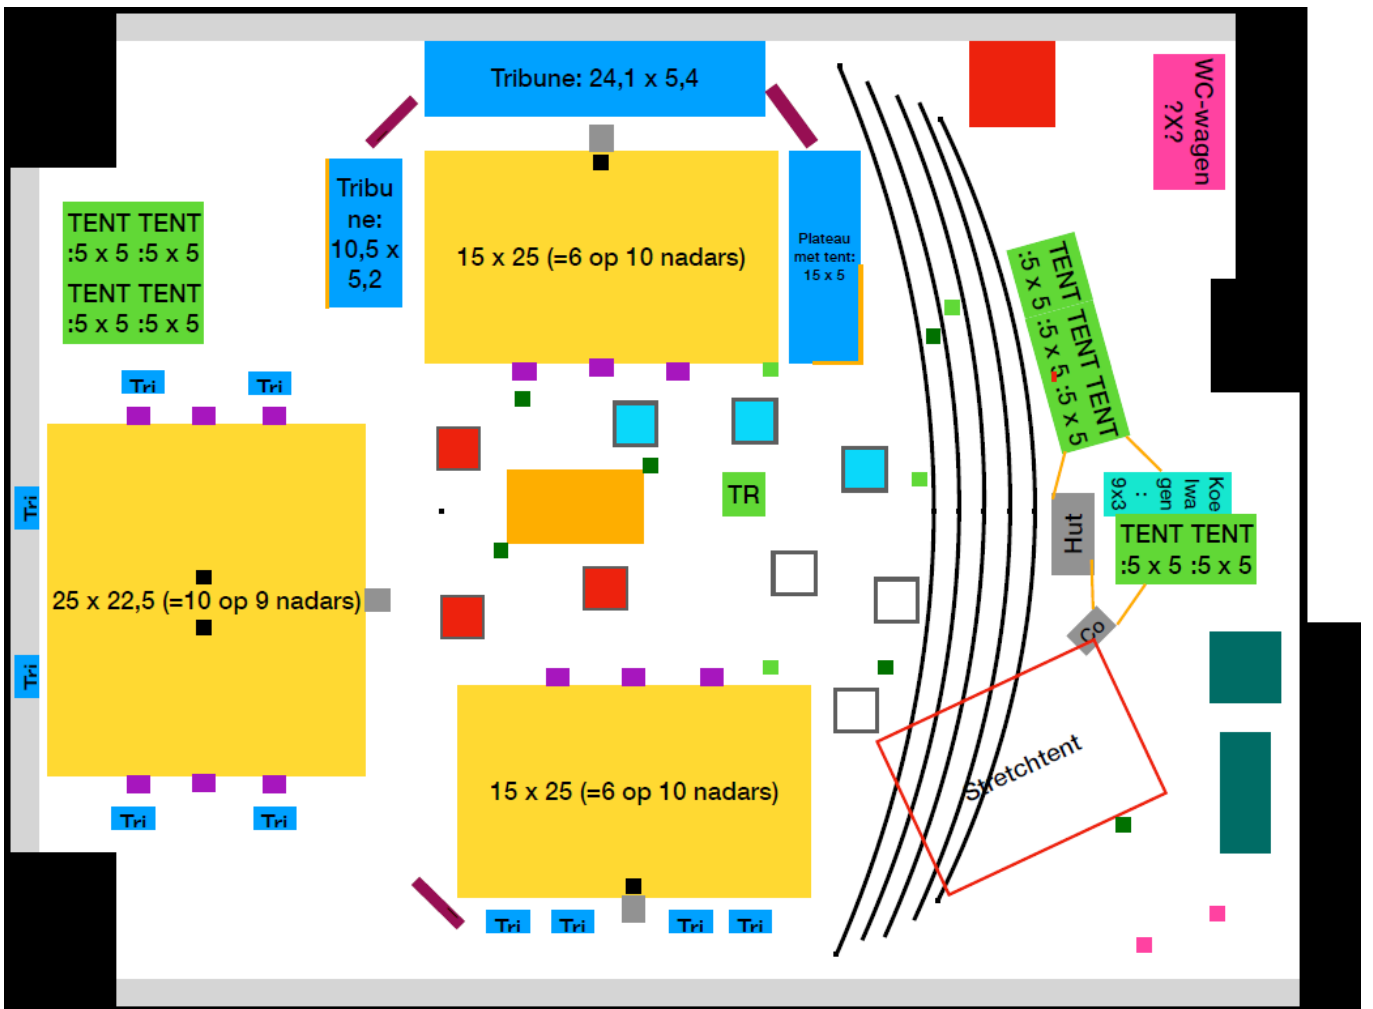 Tribune: 24,1 x 5,4
WC-wagen
?X?
Tribu
ne:
10,5 x
5,2
15 x 25 (=6 op 10 nadars)
Plateau
met tent:
15 x 5
TENT TENT
:5 x 5 :5 x 5
TENT TENT
:5 x 5 :5 x 5
TENT TENT TENT
:5 x 5 :5 x 5 :5 x 5
Tri
Tri
Tri
25 x 22,5 (=10 op 9 nadars)
Tri
Tri
Tri
TR
Koe
lwa
gen
:
9x3
Hut
TENT TENT
:5 x 5 :5 x 5
Co
Stretchtent
15 x 25 (=6 op 10 nadars)
Tri
Tri
Tri
Tri